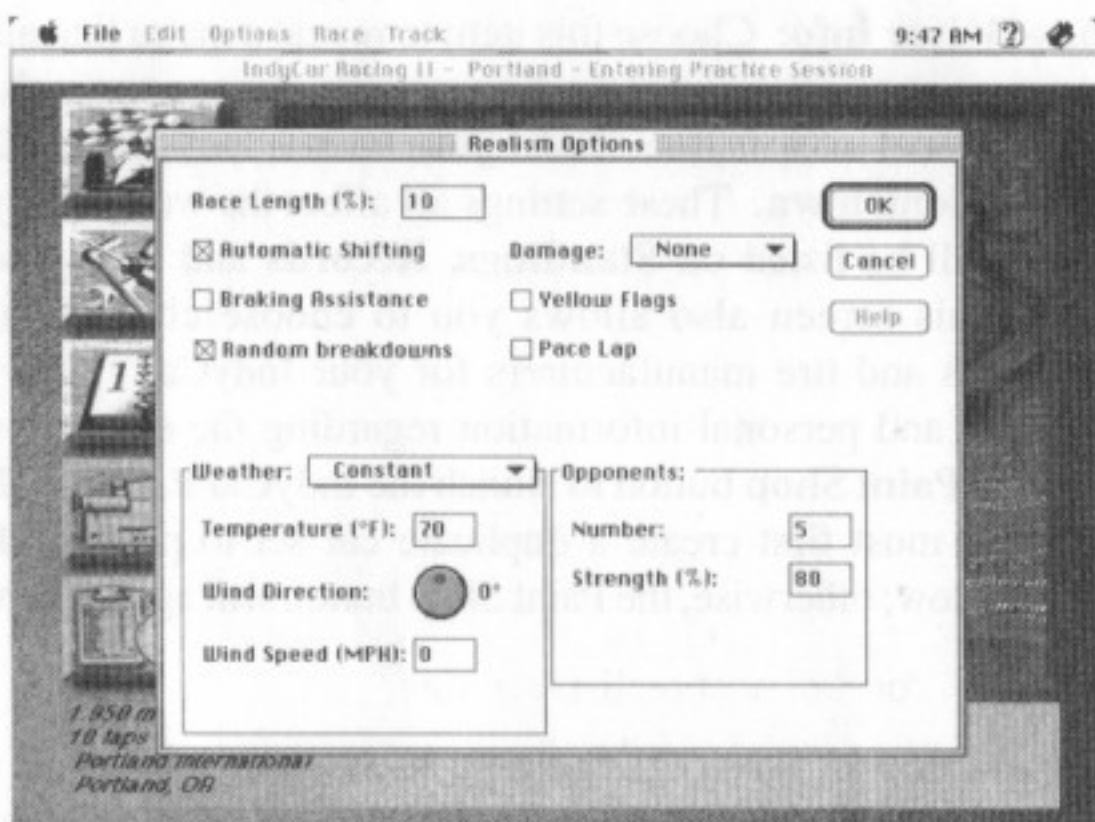 File Edit Options Race Track 9:47 AM
IndyCar Racing II - Portland - Entering Practice Session
Realism Options
Race Length (%): 10
OK
Automatic Shifting
Damage: None
Cancel
Braking Assistance
Yellow Flags
Help
Random breakdowns
Pace Lap
1
Weather: Constant
Opponents:
Temperature (°F): 70
Number: 5
Wind Direction: 0°
Strength (%): 80
Wind Speed (MPH): 0
1.950 m
10 laps
Portland International
Portland, OR